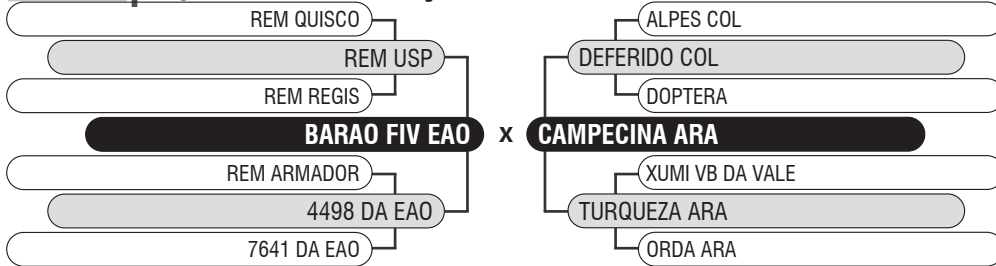 REM QUISCO ALPES COL
REM USP DEFERIDO COL
REM REGIS DOPTERA
BARAO FIV EAO x CAMPECINA ARA
REM ARMADOR XUMI VB DA VALE
4498 DA EAO TURQUEZA ARA
7641 DA EAO ORDA ARA